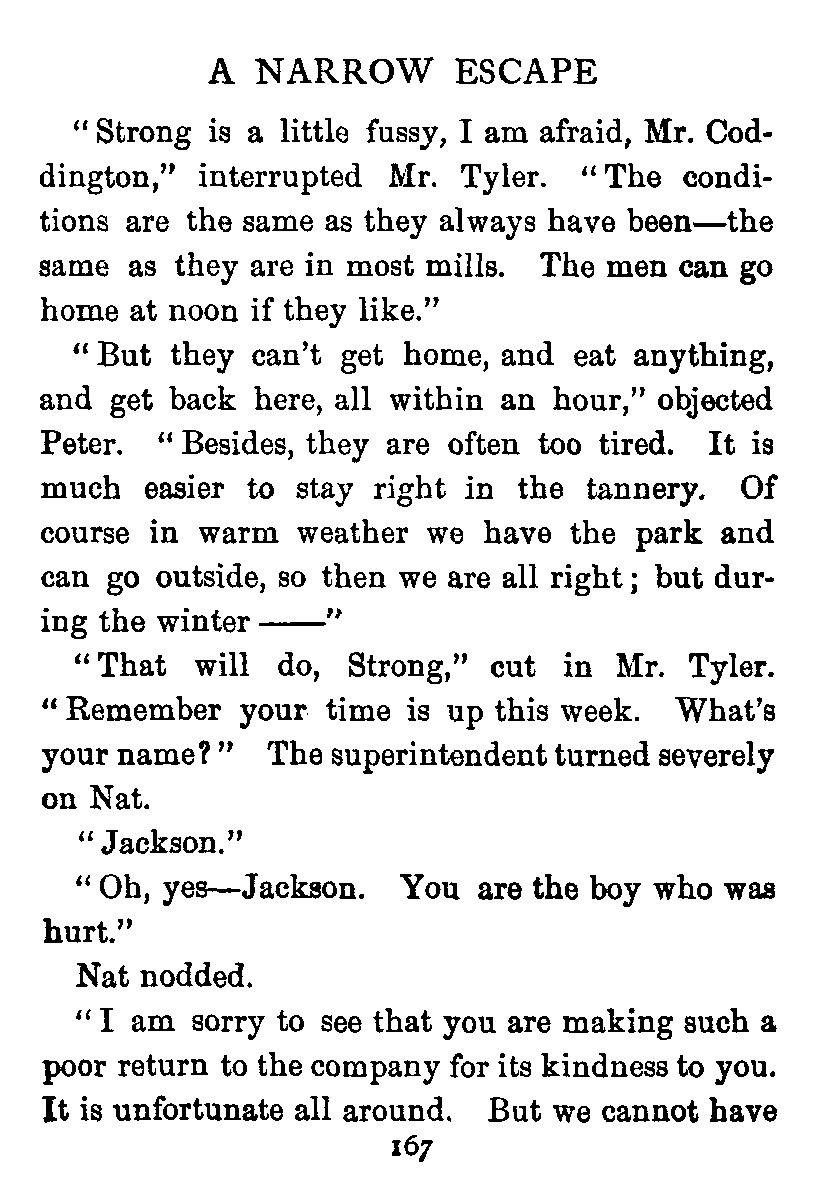 A NARROW ESCAPE
“Strong is a little fussy, I am afraid, Mr. Cod-
dington,” interrupted Mr. Tyler. “The condi-
tions are the same as they always have been—the
same as they are in most mills. The men can go
home at noon if they like.”
“But they can’t get home, and eat anything,
and get back here, all within an hour,” objected
Peter. “Besides, they are often too tired. It is
much easier to stay right in the tannery. Of
course in warm weather we have the park and
can go outside, so then we are all right; but dur-
ing the winter ——”
“That will do, Strong,” cut in Mr. Tyler.
“Remember your time is up this week. What’s
your name?” The superintendent turned severely
on Nat.
“Jackson.”
“Oh, yes—Jackson. You are the boy who was
hurt.”
Nat nodded.
“I am sorry to see that you are making such a
poor return to the company for its kindness to you.
It is unfortunate all around. But we cannot have
167